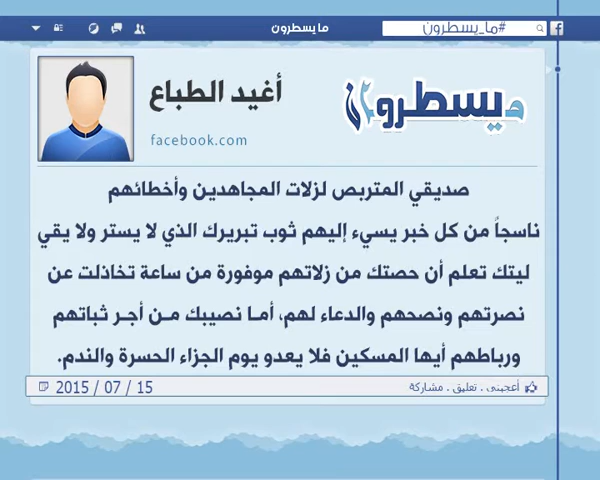 ما يسطرون
#ما_يسطرون
ما يسطرون
أغيد الطباع
facebook.com
صديقي المتربص لزلات المجاهدين وأخطائهم
ناسجاً من كل خبر يسيء إليهم ثوب تبريرك الذي لا يستر ولا يقي
ليتك تعلم أن حصتك من زلاتهم موفورة من ساعة تخاذلت عن
نصرتهم ونصحهم والدعاء لهم، أما نصيبك من أجر ثباتهم
ورباطهم أيها المسكين فلا يعدو يوم الجزاء الحسرة والندم.
أعجبني . تعليق . مشاركة
2015 / 07 / 15